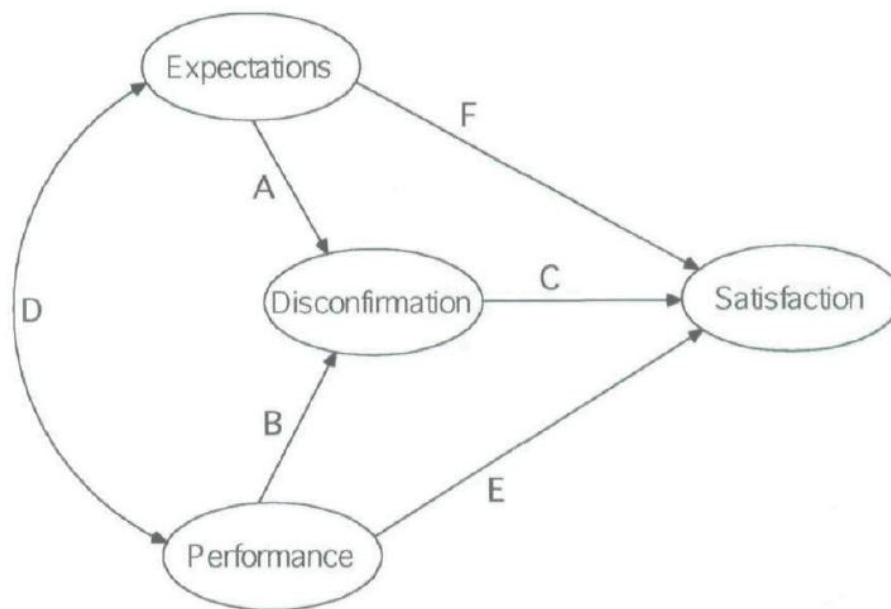 Expectations
F
A
Disconfirmation
C
Satisfaction
D
B
E
Performance